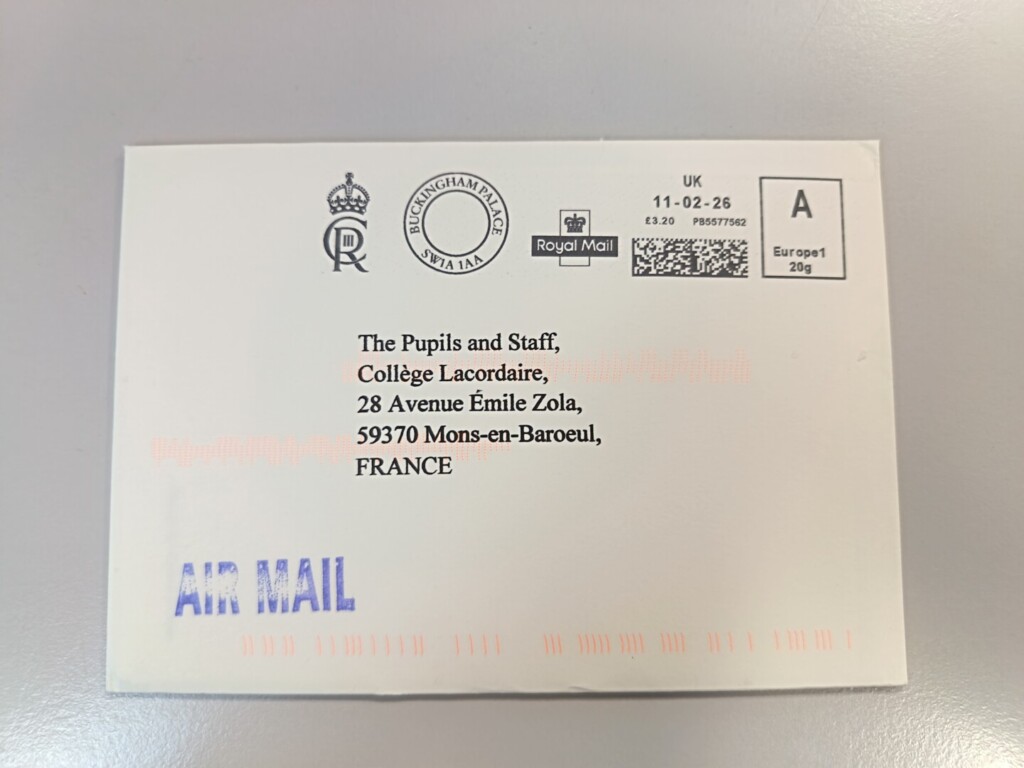 CIIIR
BUCKINGHAM PALACE
SW1A 1AA
Royal Mail
UK
11-02-26
£3.20 PB5577562
A
Europe1
20g
The Pupils and Staff,
Collège Lacordaire,
28 Avenue Émile Zola,
59370 Mons-en-Baroeul,
FRANCE
AIR MAIL